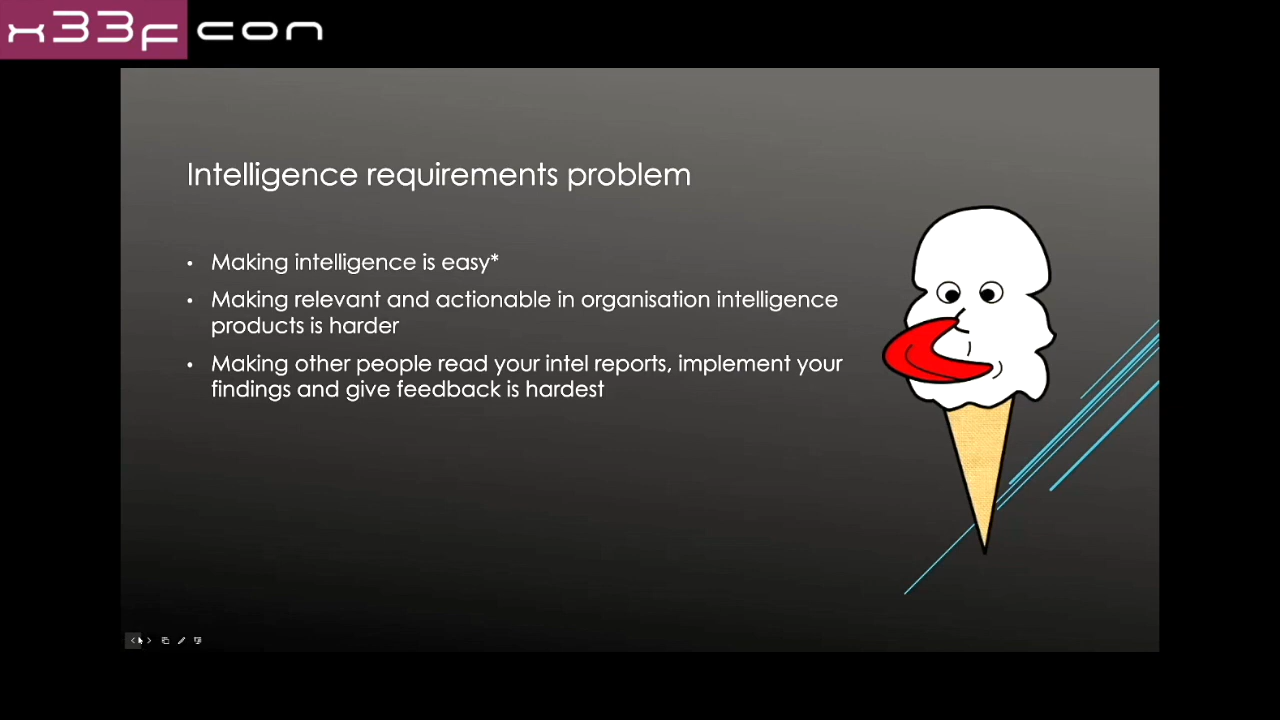 x33fcon
Intelligence requirements problem
• Making intelligence is easy*
• Making relevant and actionable in organisation intelligence
products is harder
• Making other people read your intel reports, implement your
findings and give feedback is hardest